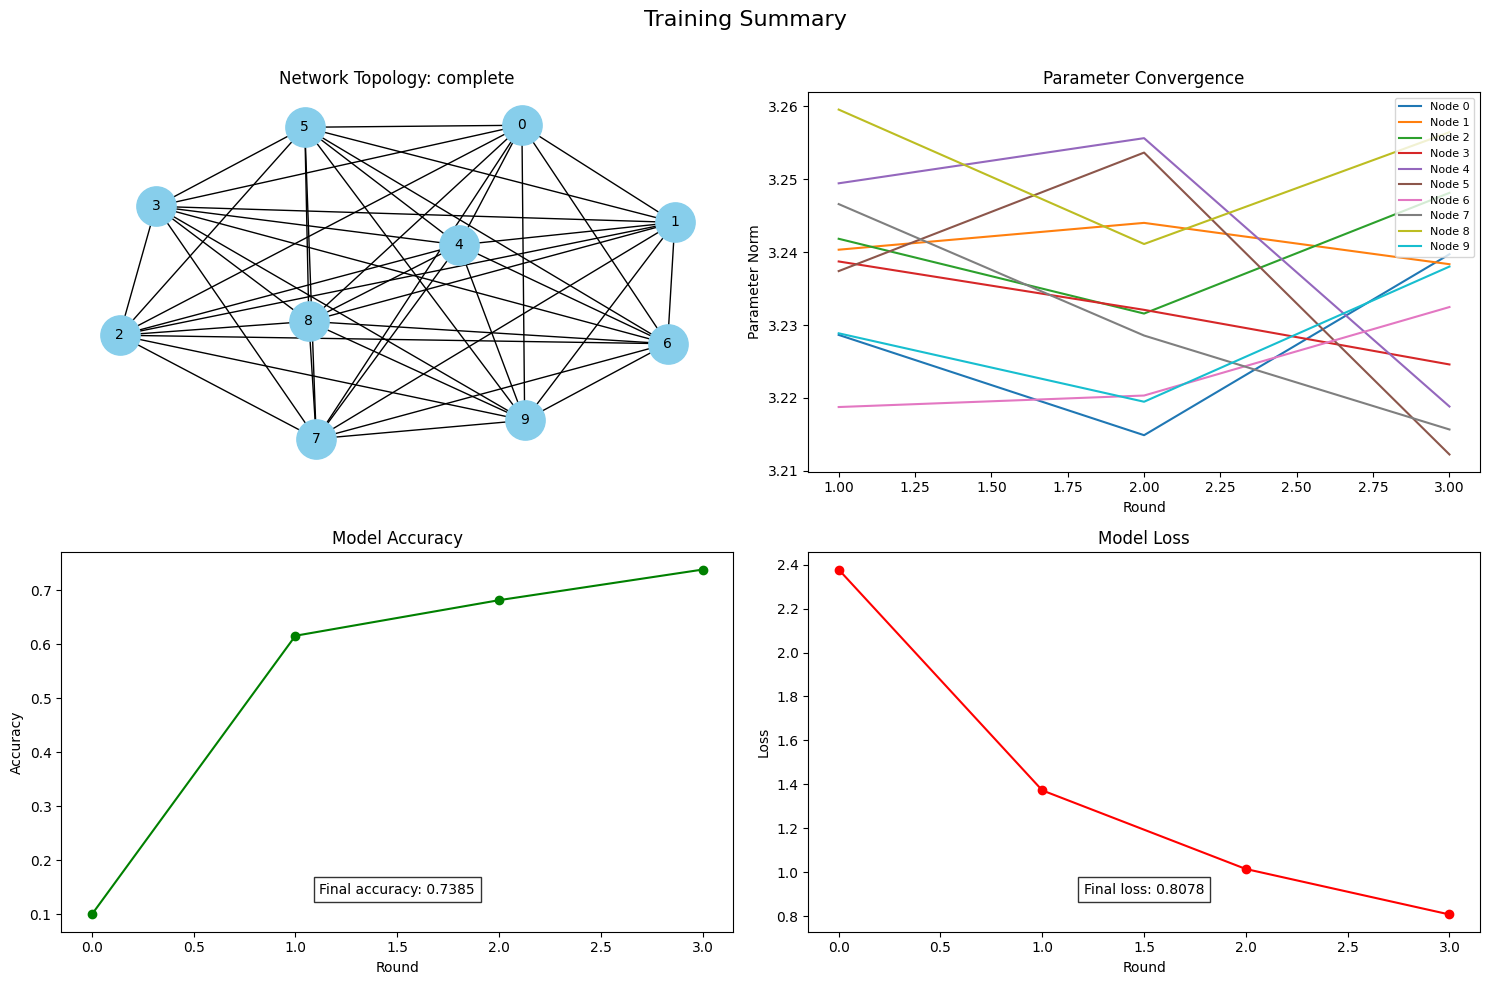 Training Summary
Network Topology: complete
5
0
3
1
4
8
2
6
9
7
Parameter Convergence
Parameter Norm
3.26
3.25
3.24
3.23
3.22
3.21
Node 0
Node 1
Node 2
Node 3
Node 4
Node 5
Node 6
Node 7
Node 8
Node 9
1.00 1.25 1.50 1.75 2.00 2.25 2.50 2.75 3.00
Round
Model Accuracy
Accuracy
0.7
0.6
0.5
0.4
0.3
0.2
0.1
Final accuracy: 0.7385
0.0 0.5 1.0 1.5 2.0 2.5 3.0
Round
Model Loss
Loss
2.4
2.2
2.0
1.8
1.6
1.4
1.2
1.0
0.8
Final loss: 0.8078
0.0 0.5 1.0 1.5 2.0 2.5 3.0
Round